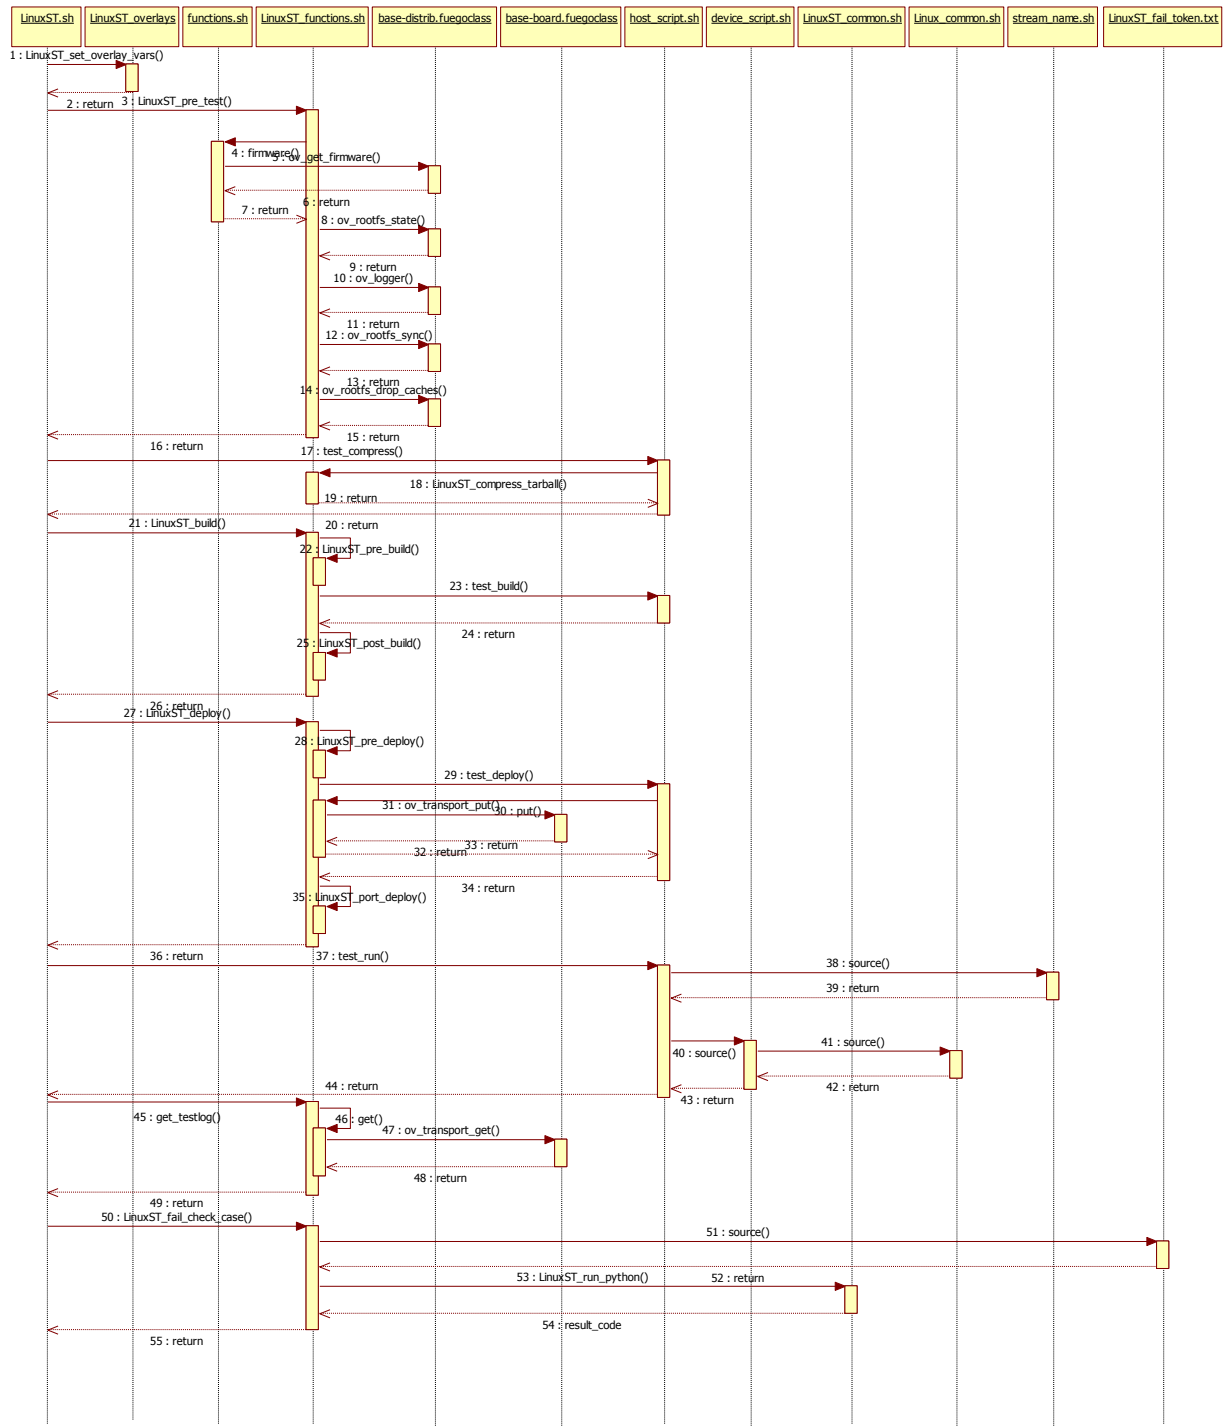 LinuxST.sh
LinuxST_overlays
functions.sh
LinuxST_functions.sh
base-distrib.fuegoclass
base-board.fuegoclass
host_script.sh
device_script.sh
LinuxST_common.sh
Linux_common.sh
stream_name.sh
LinuxST_fail_token.txt
1 : LinuxST_set_overlay_vars()
2 : return
3 : LinuxST_pre_test()
4 : firmware()
5 : ov_get_firmware()
6 : return
7 : return
8 : ov_rootfs_state()
9 : return
10 : ov_logger()
11 : return
12 : ov_rootfs_sync()
13 : return
14 : ov_rootfs_drop_caches()
15 : return
16 : return
17 : test_compress()
18 : LinuxST_compress_tarball()
19 : return
20 : return
21 : LinuxST_build()
22 : LinuxST_pre_build()
23 : test_build()
24 : return
25 : LinuxST_post_build()
26 : return
27 : LinuxST_deploy()
28 : LinuxST_pre_deploy()
29 : test_deploy()
31 : ov_transport_put()
30 : put()
33 : return
32 : return
34 : return
35 : LinuxST_port_deploy()
36 : return
37 : test_run()
38 : source()
39 : return
40 : source()
41 : source()
42 : return
43 : return
44 : return
45 : get_testlog()
46 : get()
47 : ov_transport_get()
48 : return
49 : return
50 : LinuxST_fail_check_case()
51 : source()
53 : LinuxST_run_python()
52 : return
54 : result_code
55 : return